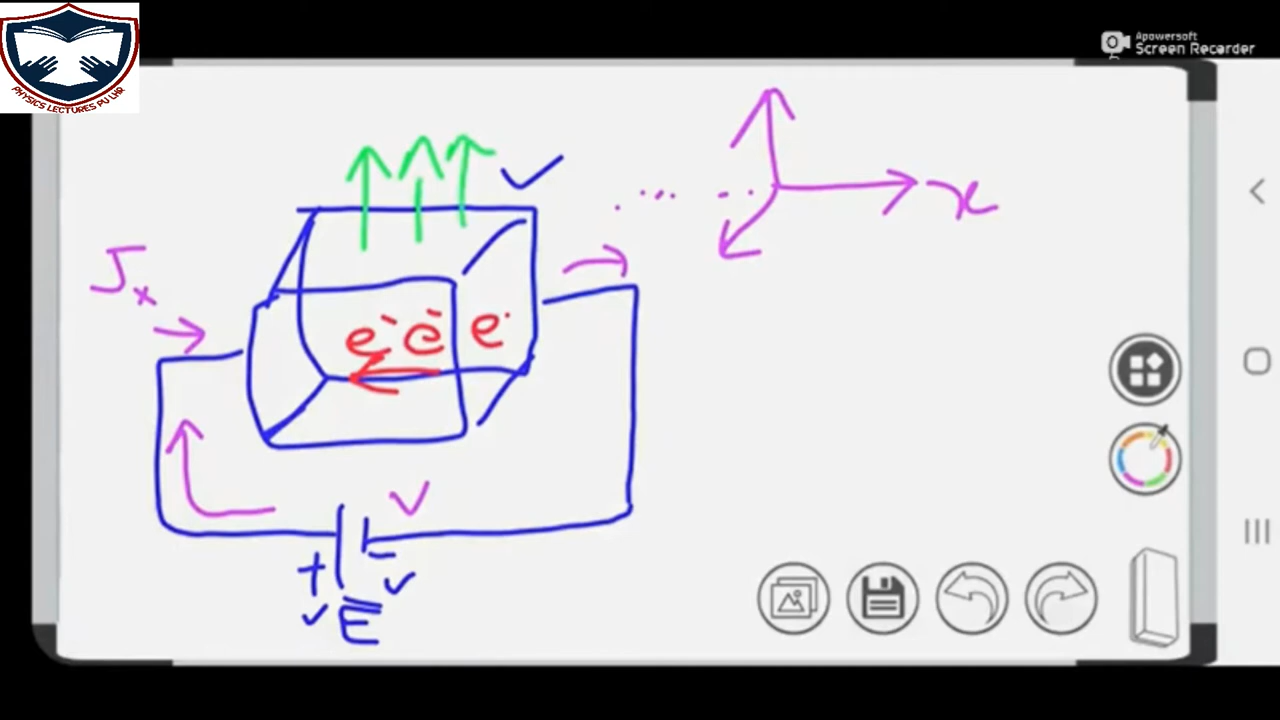 PHYSICS LECTURES PU LHR
Apowersoft
Screen Recorder
x
Jx
e⁻ e⁻ e⁻
V
+ −
E